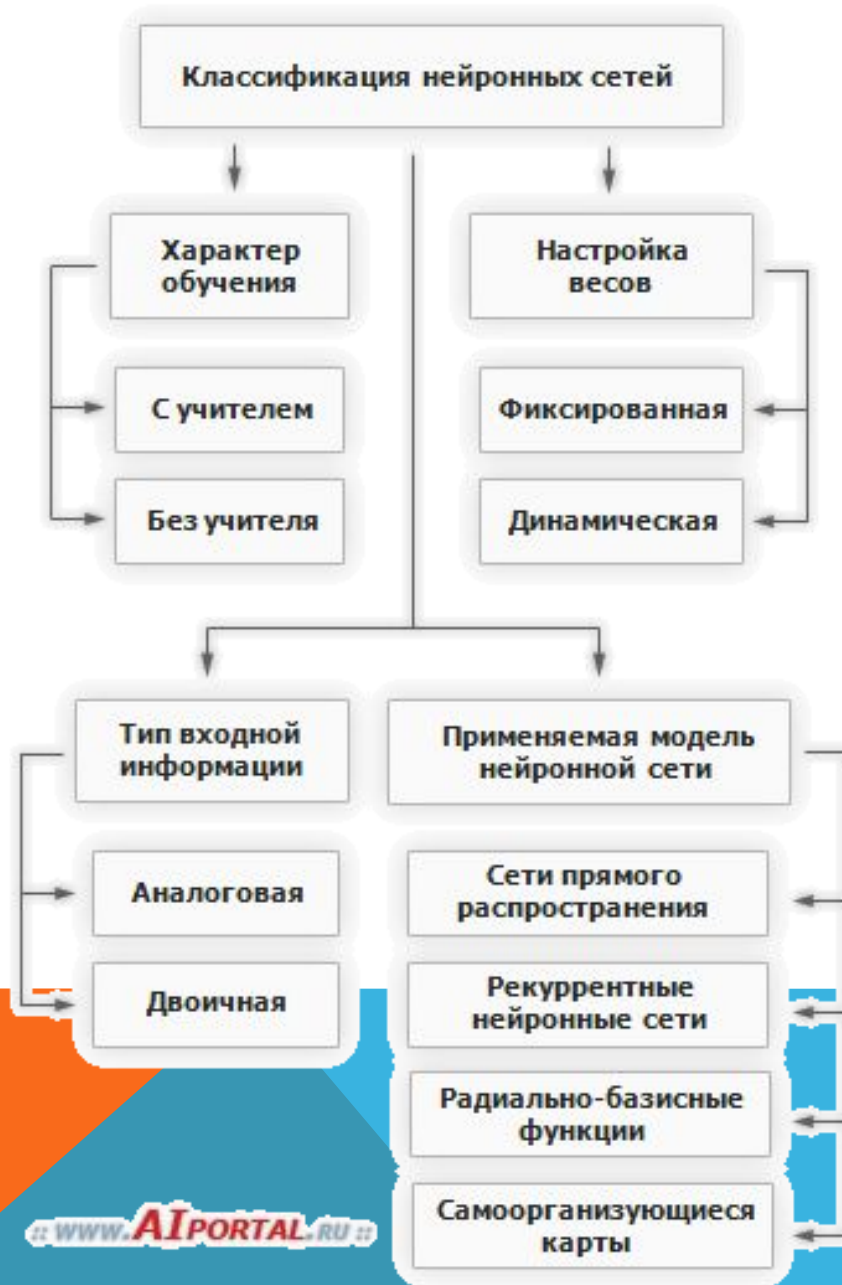 Классификация нейронных сетей
Характер
обучения
С учителем
Без учителя
Настройка
весов
Фиксированная
Динамическая
Тип входной
информации
Аналоговая
Двоичная
Применяемая модель
нейронной сети
Сети прямого
распространения
Рекуррентные
нейронные сети
Радиально-базисные
функции
Самоорганизующиеся
карты
:: WWW.AIPORTAL.RU ::